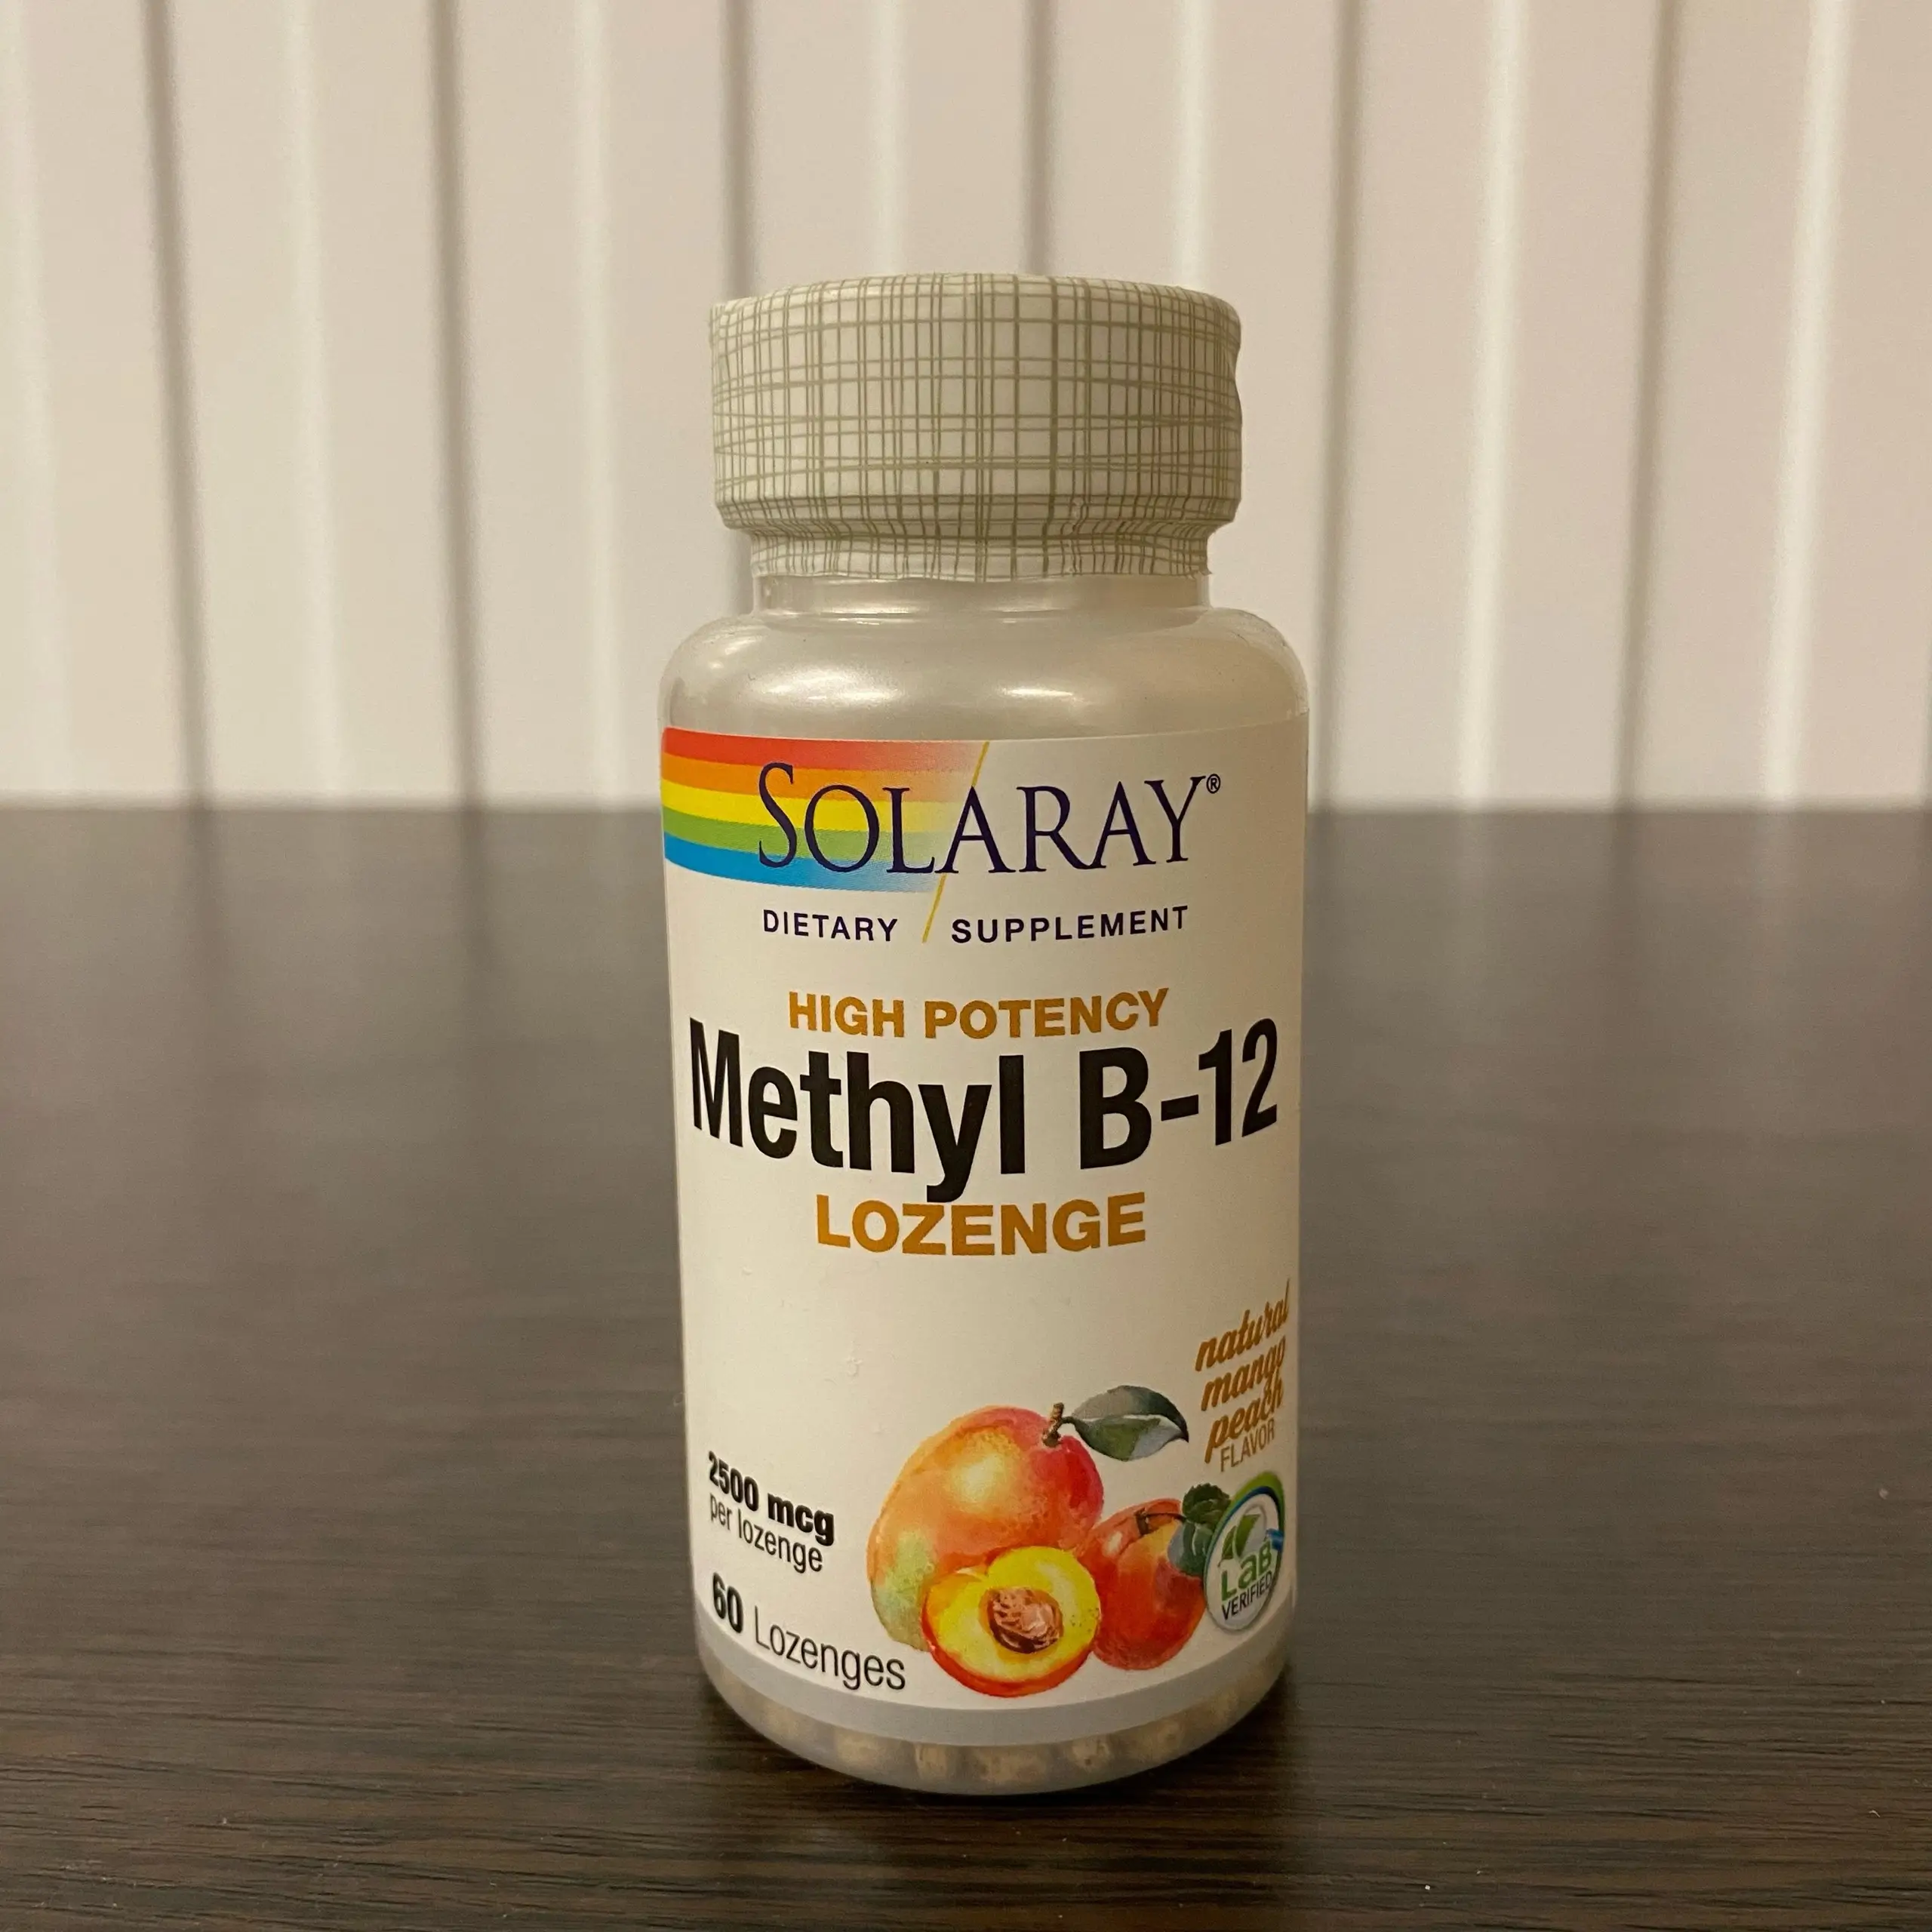 SOLARAY®
DIETARY SUPPLEMENT
HIGH POTENCY
Methyl B-12
LOZENGE
natural
mango
peach
FLAVOR
2500 mcg
per lozenge
60 Lozenges
LaB
VERIFIED